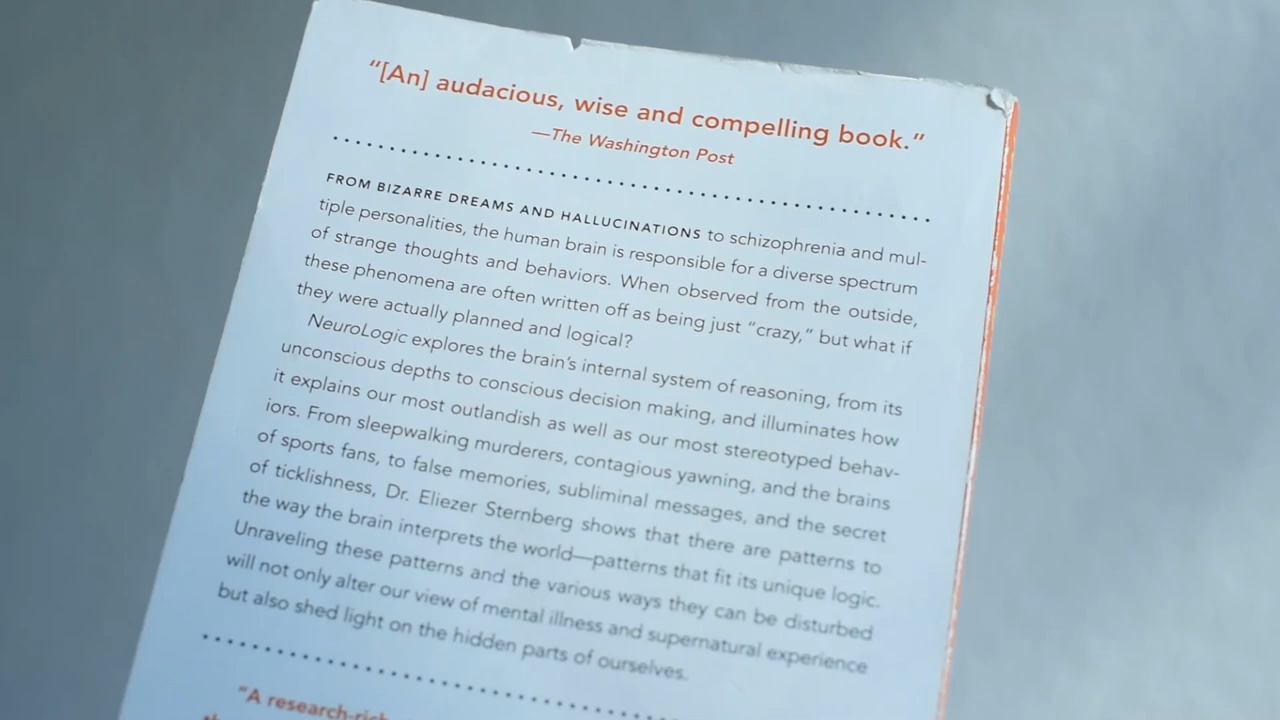 “[An] audacious, wise and compelling book.”
—The Washington Post
FROM BIZARRE DREAMS AND HALLUCINATIONS to schizophrenia and mul-
tiple personalities, the human brain is responsible for a diverse spectrum
of strange thoughts and behaviors. When observed from the outside,
these phenomena are often written off as being just “crazy,” but what if
they were actually planned and logical?
NeuroLogic explores the brain’s internal system of reasoning, from its
unconscious depths to conscious decision making, and illuminates how
it explains our most outlandish as well as our most stereotyped behav-
iors. From sleepwalking murderers, contagious yawning, and the brains
of sports fans, to false memories, subliminal messages, and the secret
of ticklishness, Dr. Eliezer Sternberg shows that there are patterns to
the way the brain interprets the world—patterns that fit its unique logic.
Unraveling these patterns and the various ways they can be disturbed
will not only alter our view of mental illness and supernatural experience
but also shed light on the hidden parts of ourselves.
“A research-rich